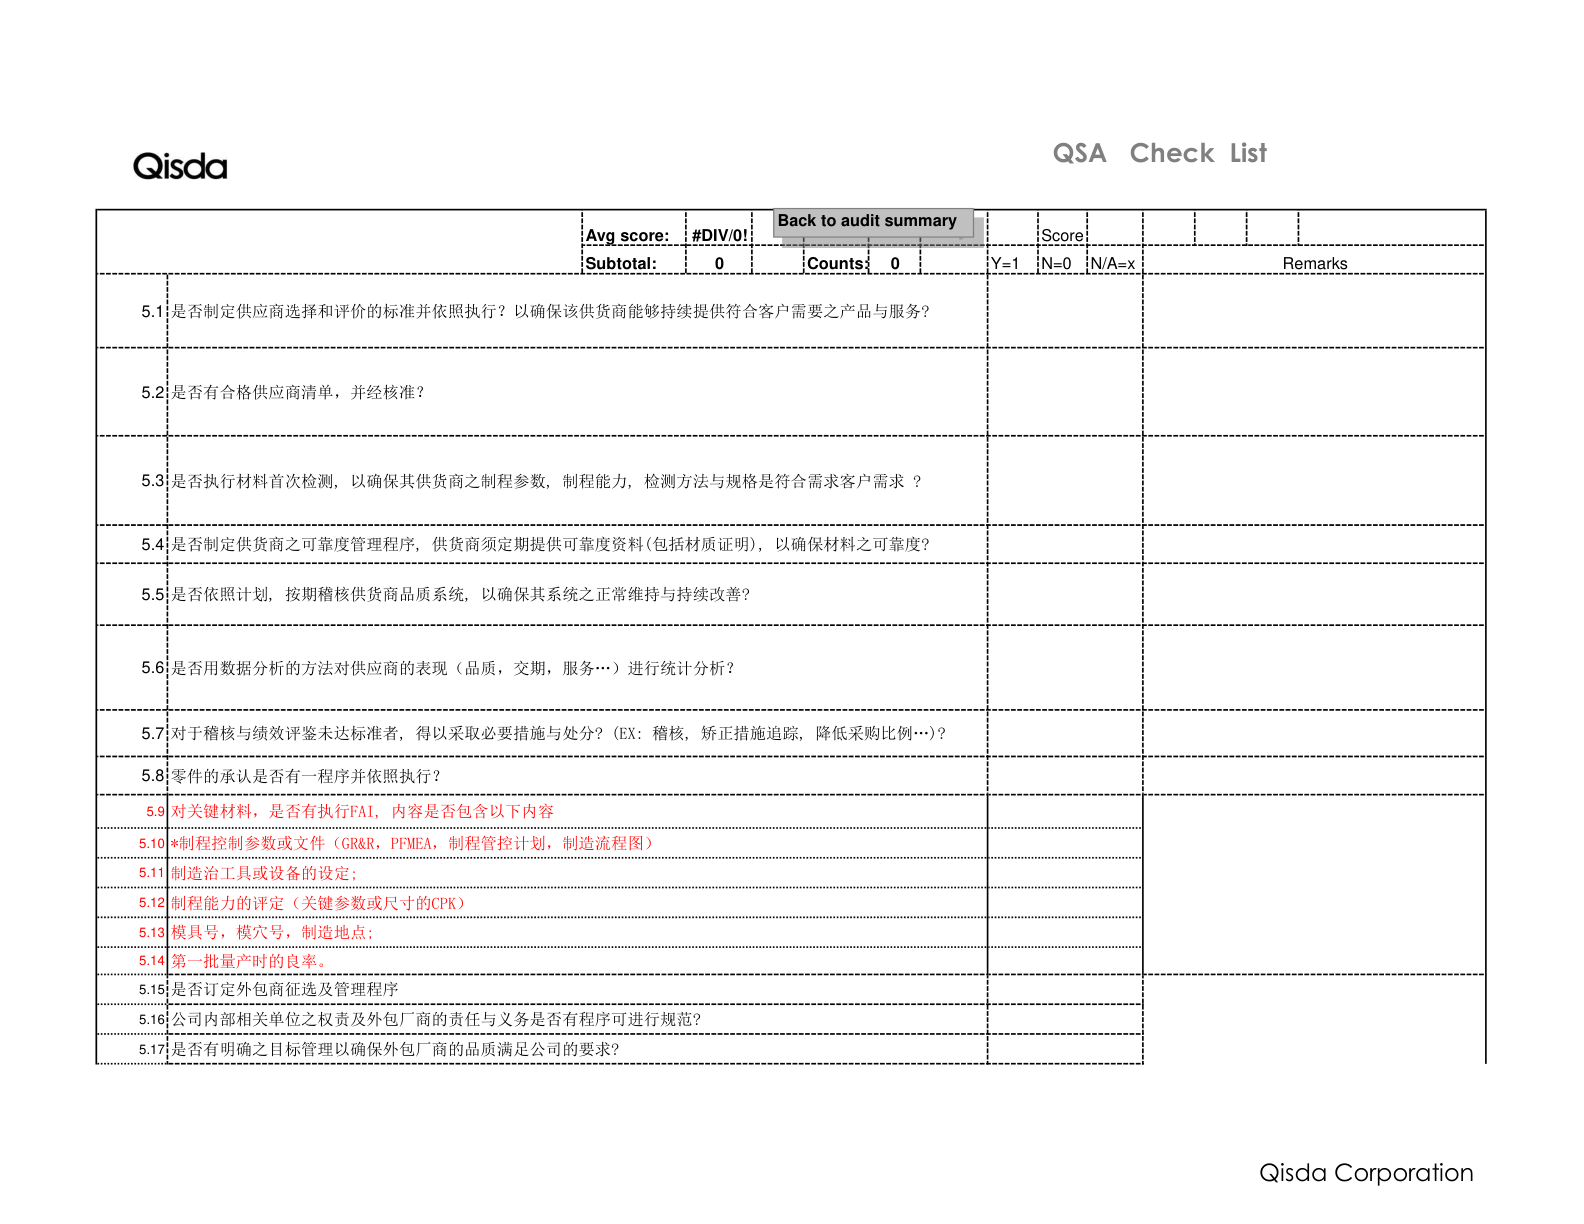 Qisda
QSA Check List
Back to audit summary
Avg score: #DIV/0! Score
Subtotal: 0 Counts: 0 Y=1 N=0 N/A=x Remarks
5.1 是否制定供应商选择和评价的标准并依照执行? 以确保该供货商能够持续提供符合客户需要之产品与服务?
5.2 是否有合格供应商清单，并经核准?
5.3 是否执行材料首次检测, 以确保其供货商之制程参数, 制程能力, 检测方法与规格是符合需求客户需求 ?
5.4 是否制定供货商之可靠度管理程序, 供货商须定期提供可靠度资料(包括材质证明), 以确保材料之可靠度?
5.5 是否依照计划, 按期稽核供货商品质系统, 以确保其系统之正常维持与持续改善?
5.6 是否用数据分析的方法对供应商的表现（品质，交期，服务…）进行统计分析?
5.7 对于稽核与绩效评鉴未达标准者, 得以采取必要措施与处分? (EX: 稽核, 矫正措施追踪, 降低采购比例…)?
5.8 零件的承认是否有一程序并依照执行?
5.9 对关键材料，是否有执行FAI, 内容是否包含以下内容
5.10 *制程控制参数或文件（GR&R，PFMEA，制程管控计划，制造流程图）
5.11 制造治工具或设备的设定;
5.12 制程能力的评定（关键参数或尺寸的CPK）
5.13 模具号，模穴号，制造地点;
5.14 第一批量产时的良率。
5.15 是否订定外包商征选及管理程序
5.16 公司内部相关单位之权责及外包厂商的责任与义务是否有程序可进行规范?
5.17 是否有明确之目标管理以确保外包厂商的品质满足公司的要求?
Qisda Corporation